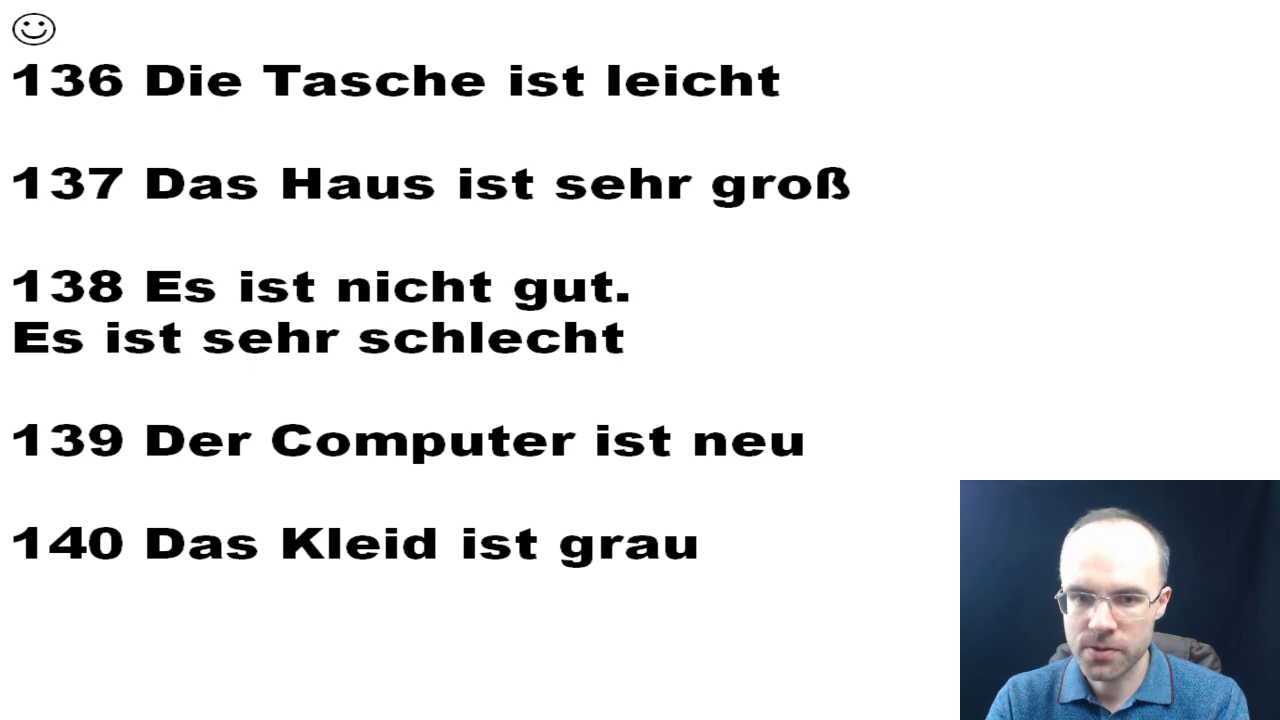 136 Die Tasche ist leicht
137 Das Haus ist sehr groß
138 Es ist nicht gut.
Es ist sehr schlecht
139 Der Computer ist neu
140 Das Kleid ist grau